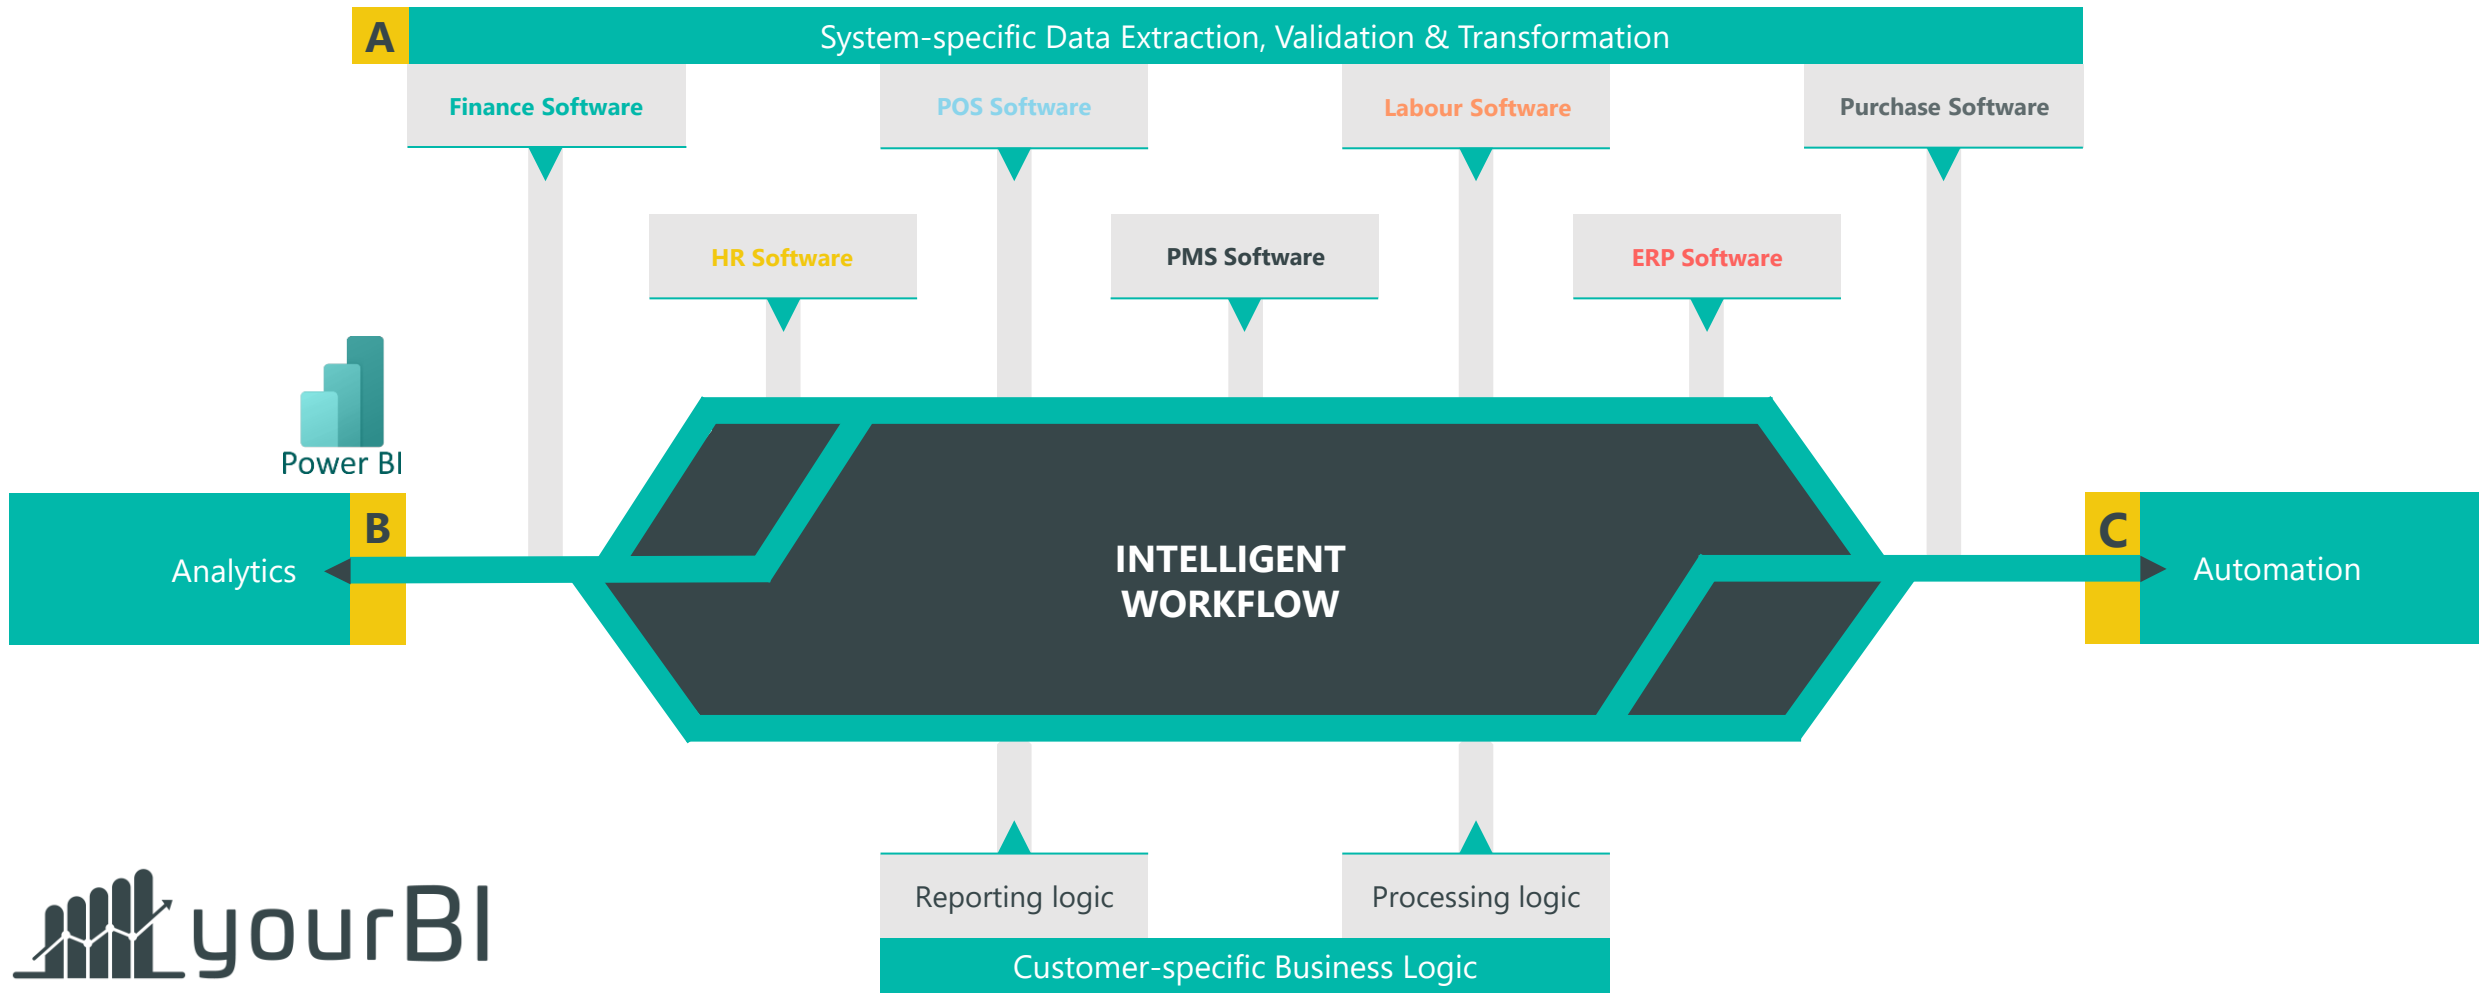 A
System-specific Data Extraction, Validation & Transformation
Finance Software
POS Software
Labour Software
Purchase Software
HR Software
PMS Software
ERP Software
Power BI
B
Analytics
INTELLIGENT
WORKFLOW
C
Automation
Reporting logic
Processing logic
Customer-specific Business Logic
yourBI